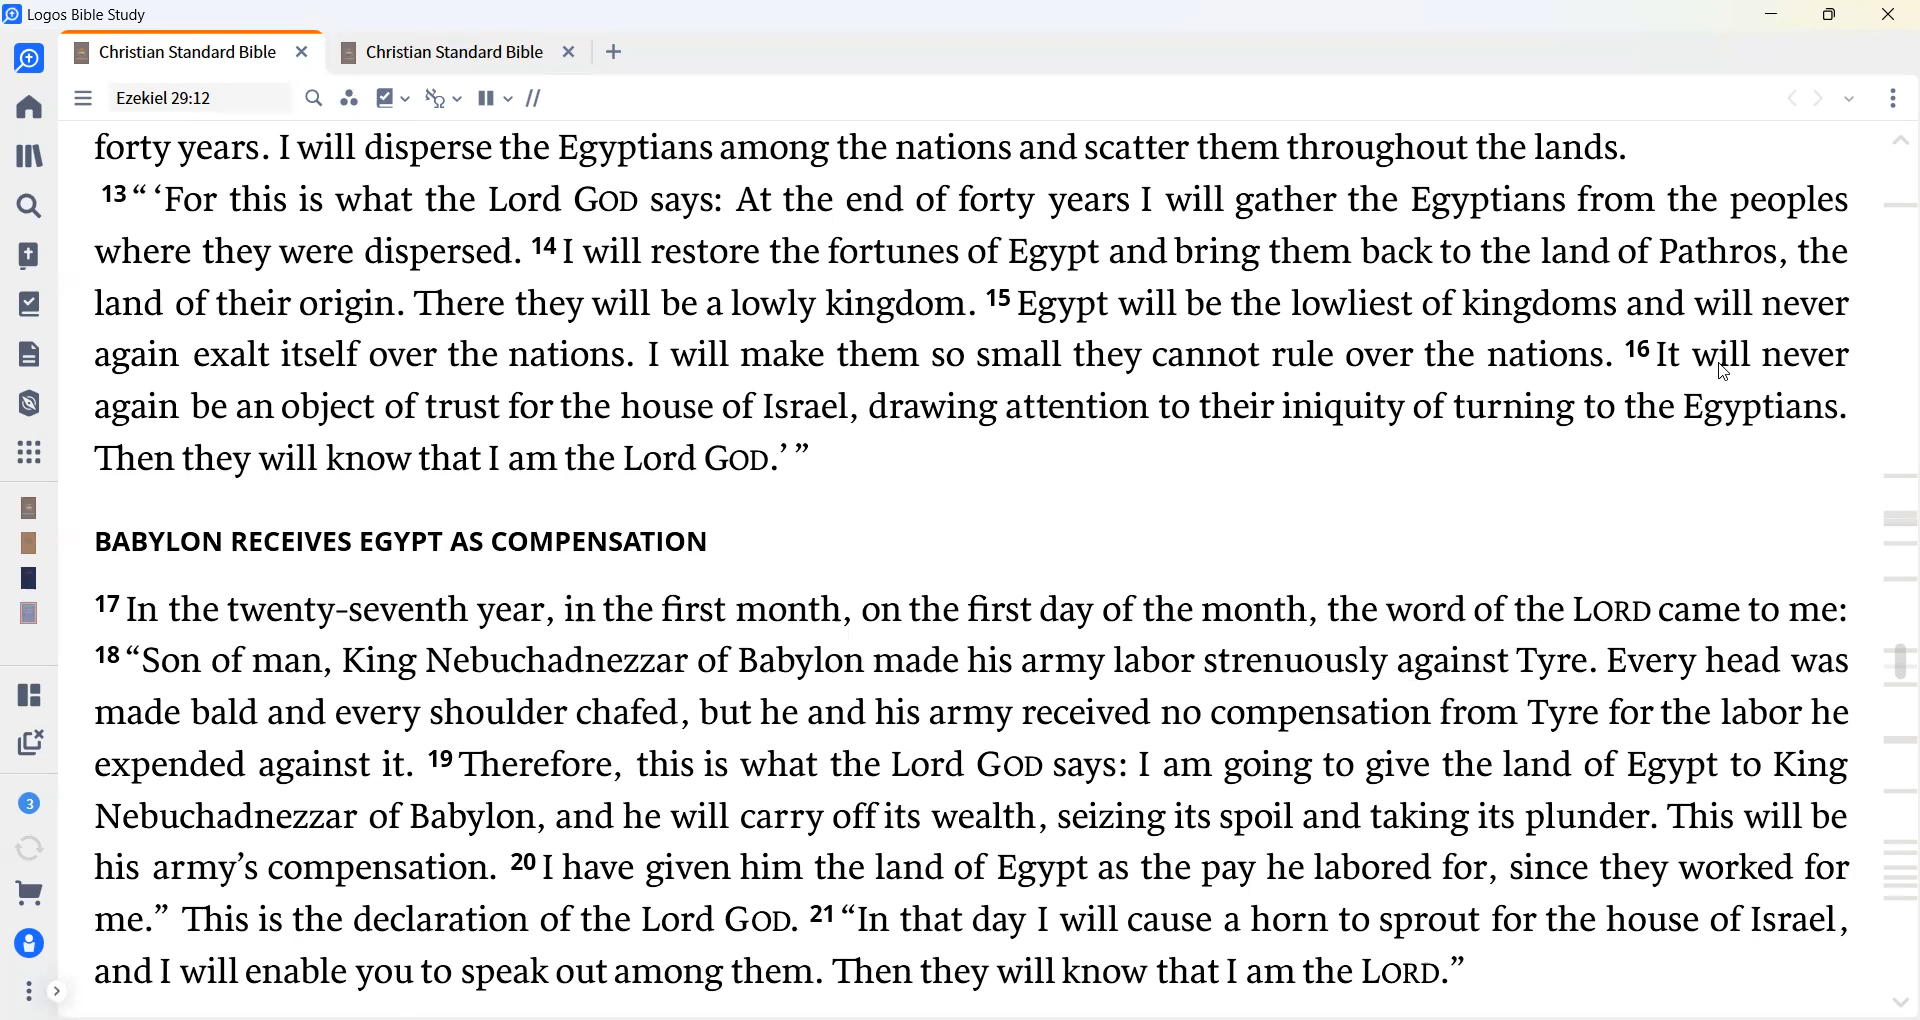 Logos Bible Study
Christian Standard Bible
Christian Standard Bible
Ezekiel 29:12
forty years. I will disperse the Egyptians among the nations and scatter them throughout the lands.
13 “ ‘For this is what the Lord GOD says: At the end of forty years I will gather the Egyptians from the peoples
where they were dispersed. 14 I will restore the fortunes of Egypt and bring them back to the land of Pathros, the
land of their origin. There they will be a lowly kingdom. 15 Egypt will be the lowliest of kingdoms and will never
again exalt itself over the nations. I will make them so small they cannot rule over the nations. 16 It will never
again be an object of trust for the house of Israel, drawing attention to their iniquity of turning to the Egyptians.
Then they will know that I am the Lord GOD.’ ”
BABYLON RECEIVES EGYPT AS COMPENSATION
17 In the twenty-seventh year, in the first month, on the first day of the month, the word of the LORD came to me:
18 “Son of man, King Nebuchadnezzar of Babylon made his army labor strenuously against Tyre. Every head was
made bald and every shoulder chafed, but he and his army received no compensation from Tyre for the labor he
expended against it. 19 Therefore, this is what the Lord GOD says: I am going to give the land of Egypt to King
Nebuchadnezzar of Babylon, and he will carry off its wealth, seizing its spoil and taking its plunder. This will be
his army’s compensation. 20 I have given him the land of Egypt as the pay he labored for, since they worked for
me.” This is the declaration of the Lord GOD. 21 “In that day I will cause a horn to sprout for the house of Israel,
and I will enable you to speak out among them. Then they will know that I am the LORD.”
3